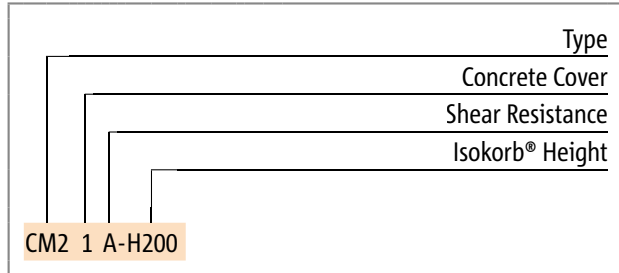 Type
Concrete Cover
Shear Resistance
Isokorb® Height
CM2 1 A-H200